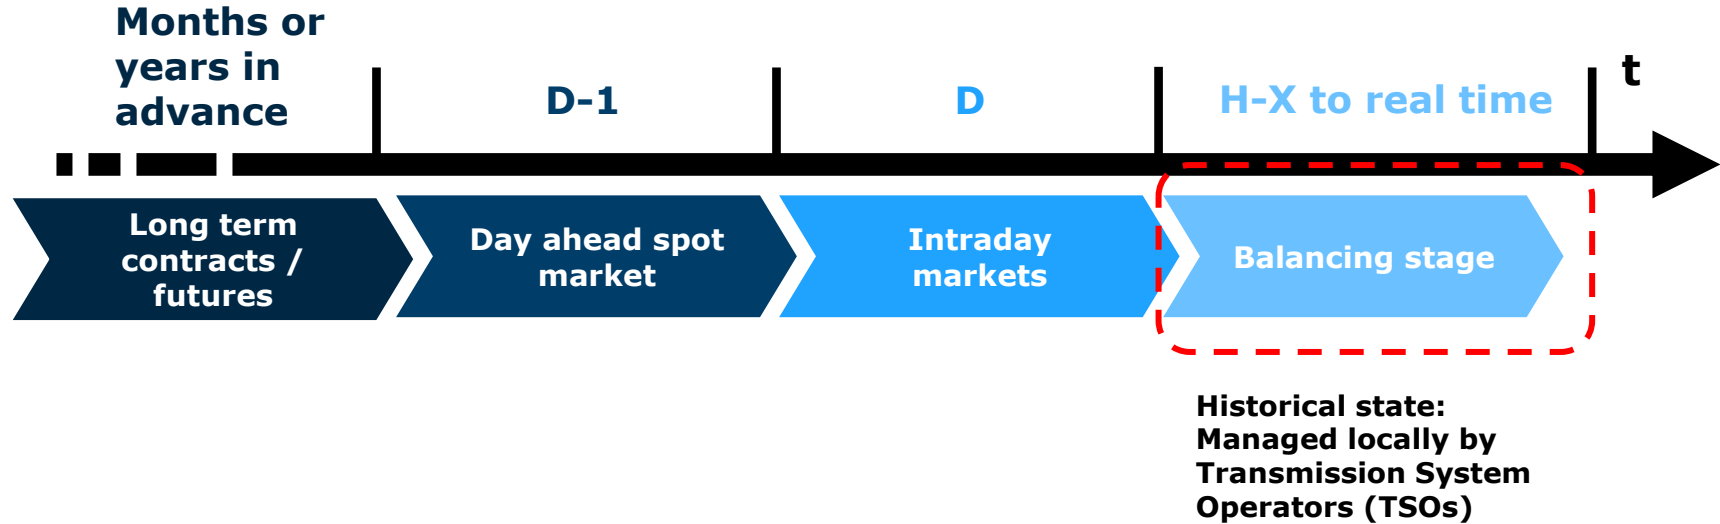 Months or
years in
advance
D-1
D
H-X to real time
t
Long term
contracts /
futures
Day ahead spot
market
Intraday
markets
Balancing stage
Historical state:
Managed locally by
Transmission System
Operators (TSOs)